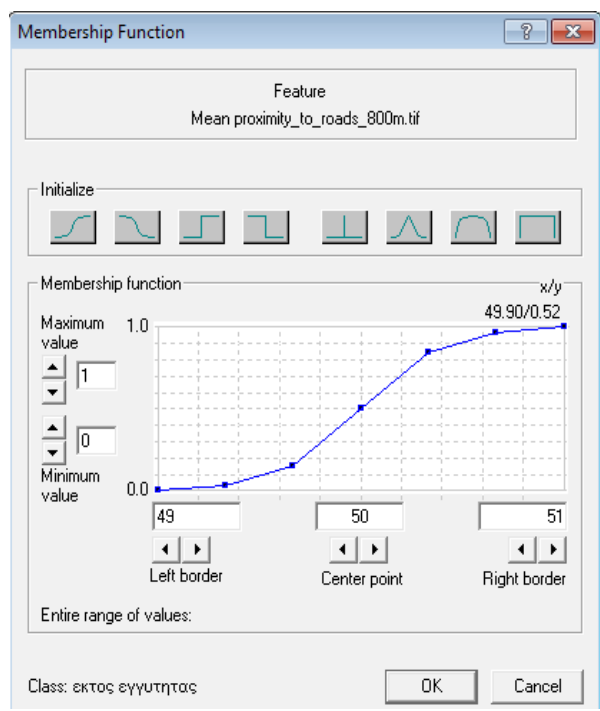 Membership Function
Feature
Mean proximity_to_roads_800m.tif
Initialize
Membership function
x/y
49.90/0.52
Maximum
value
1.0
1
0
Minimum
value
0.0
49
50
51
Left border
Center point
Right border
Entire range of values:
Class: εκτος εγγυτητας
OK
Cancel